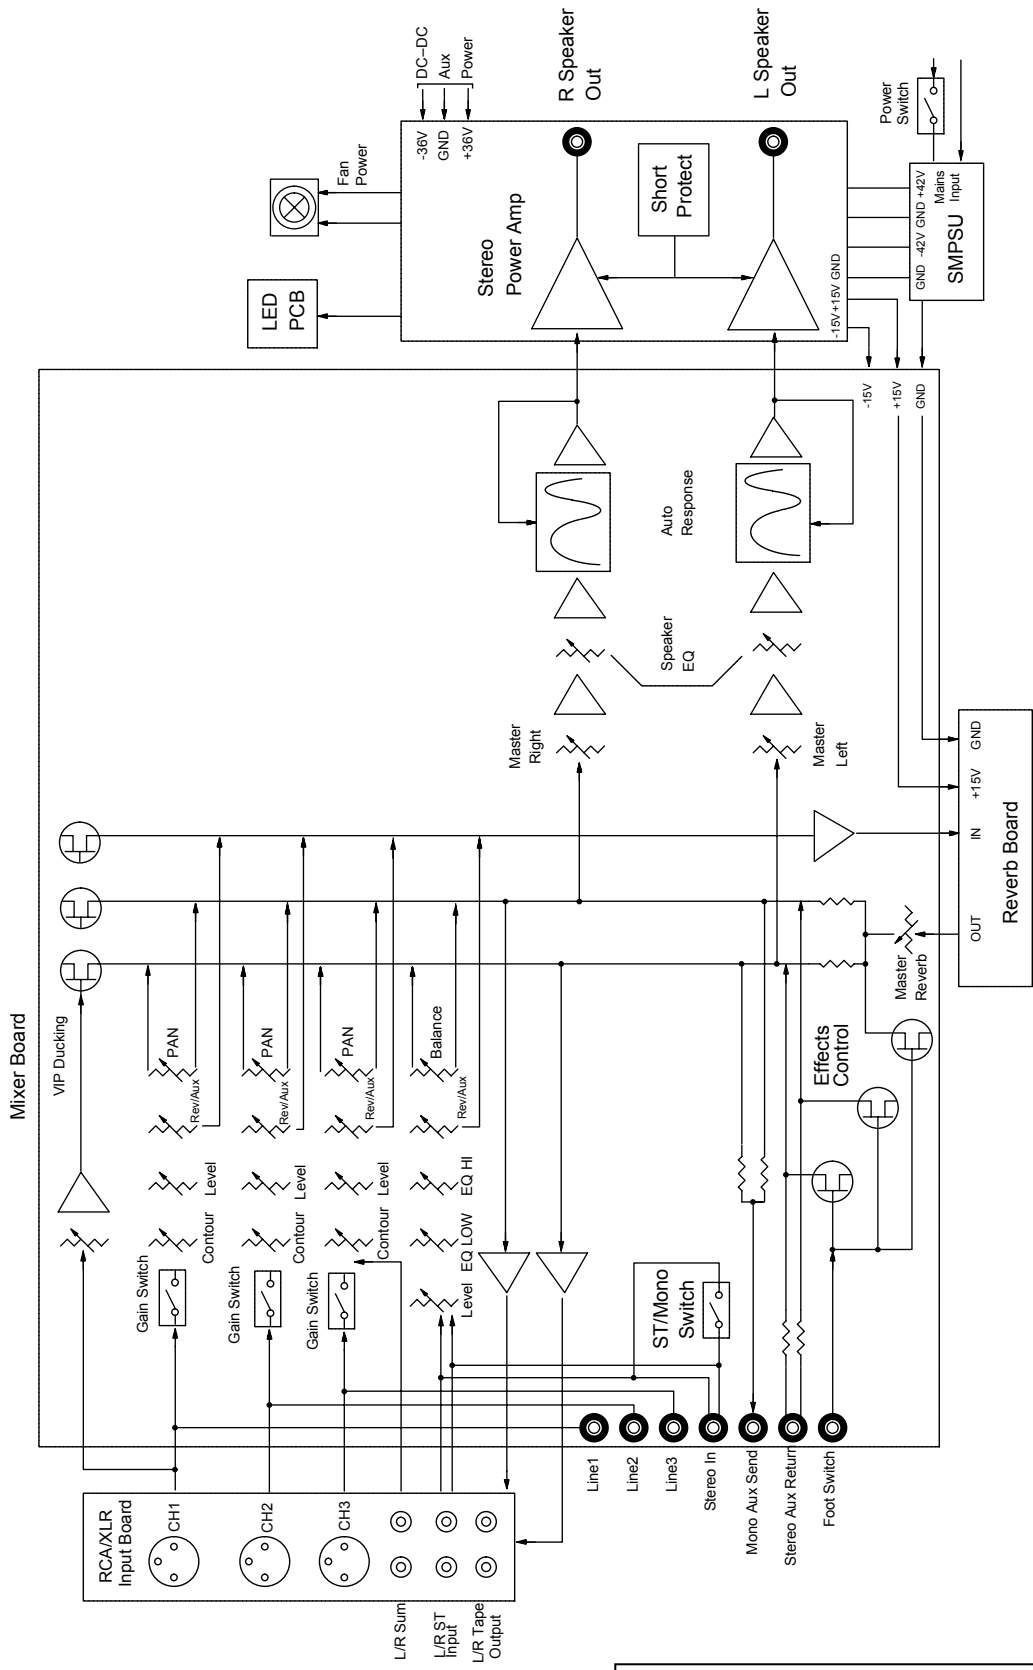 Mixer Board
RCA/XLR
Input Board
CH1
CH2
CH3
L/R Sum
L/R ST
Input
L/R Tape
Output
Line1
Line2
Line3
Stereo In
Mono Aux Send
Stereo Aux Return
Foot Switch
Gain Switch
Gain Switch
Gain Switch
ST/Mono
Switch
VIP Ducking
Contour
Level
Rev/Aux
PAN
Contour
Level
Rev/Aux
PAN
Contour
Level
Rev/Aux
PAN
Level
EQ LOW
EQ HI
Rev/Aux
Balance
Effects
Control
Master
Reverb
Master
Right
Master
Left
Speaker
EQ
Auto
Response
Reverb Board
OUT
IN
+15V
GND
-15V
+15V
GND
LED
PCB
Fan
Power
Stereo
Power Amp
Short
Protect
-36V
GND
+36V
DC-DC
Aux
Power
R Speaker
Out
L Speaker
Out
-15V
+15V
GND
SMPSU
GND
-42V
GND
+42V
Mains
Input
Power
Switch